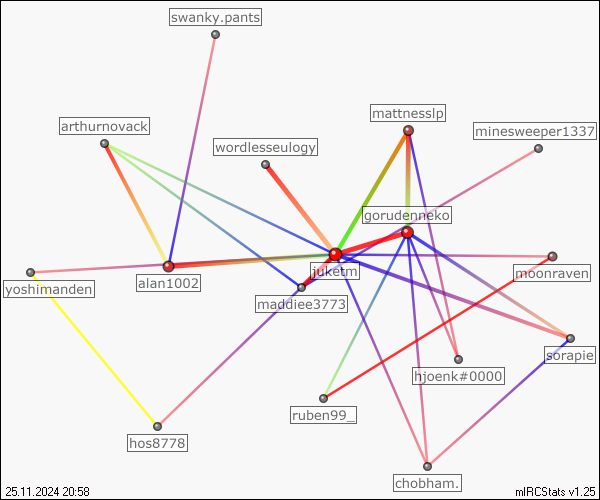 swanky.pants
mattnesslp
arthurnovack
minesweeper1337
wordlesseulogy
gorudenneko
juketm
moonraven
alan1002
yoshimanden
maddiee3773
sorapie
hjoenk#0000
ruben99_
hos8778
chobham.
25.11.2024 20:58
mIRCStats v1.25